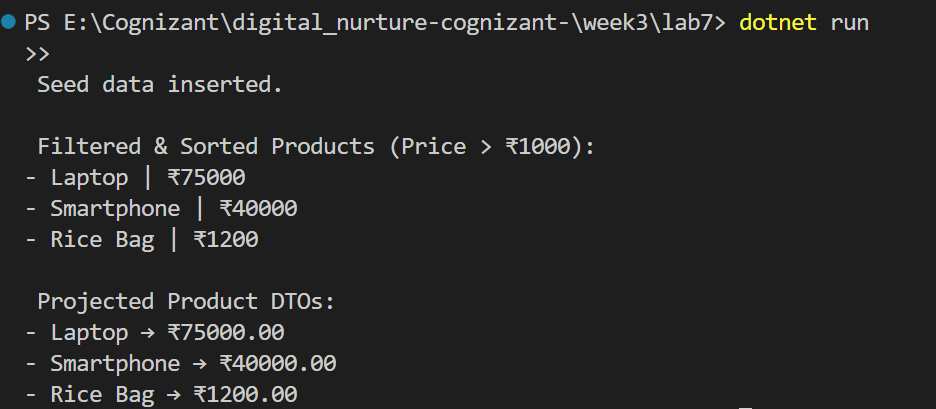 PS E:\Cognizant\digital_nurture-cognizant-\week3\lab7> dotnet run
>>
Seed data inserted.
Filtered & Sorted Products (Price > ₹1000):
- Laptop | ₹75000
- Smartphone | ₹40000
- Rice Bag | ₹1200
Projected Product DTOs:
- Laptop → ₹75000.00
- Smartphone → ₹40000.00
- Rice Bag → ₹1200.00